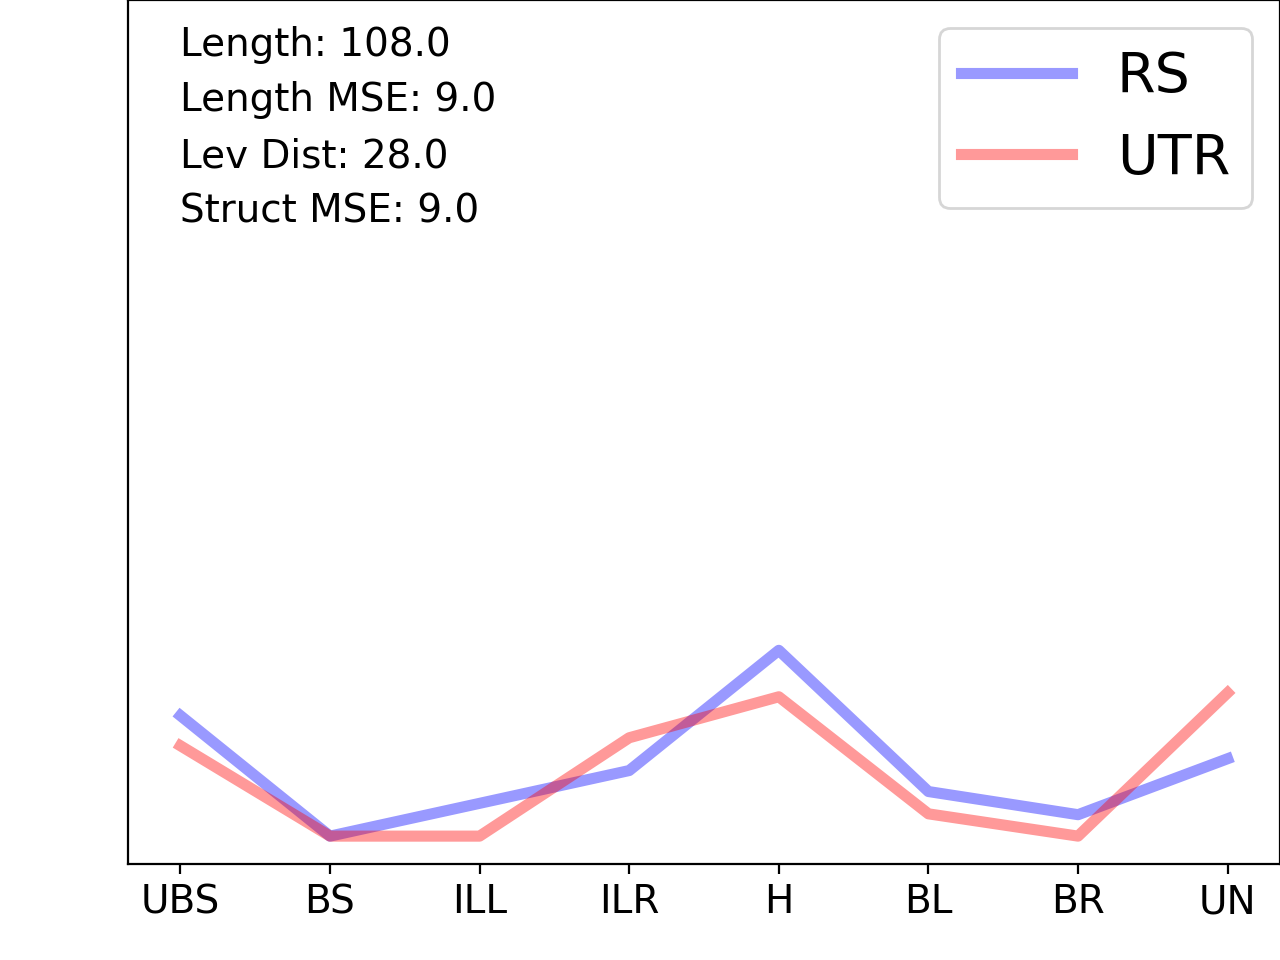 Length: 108.0
Length MSE: 9.0
Lev Dist: 28.0
Struct MSE: 9.0
RS
UTR
UBS BS ILL ILR H BL BR UN